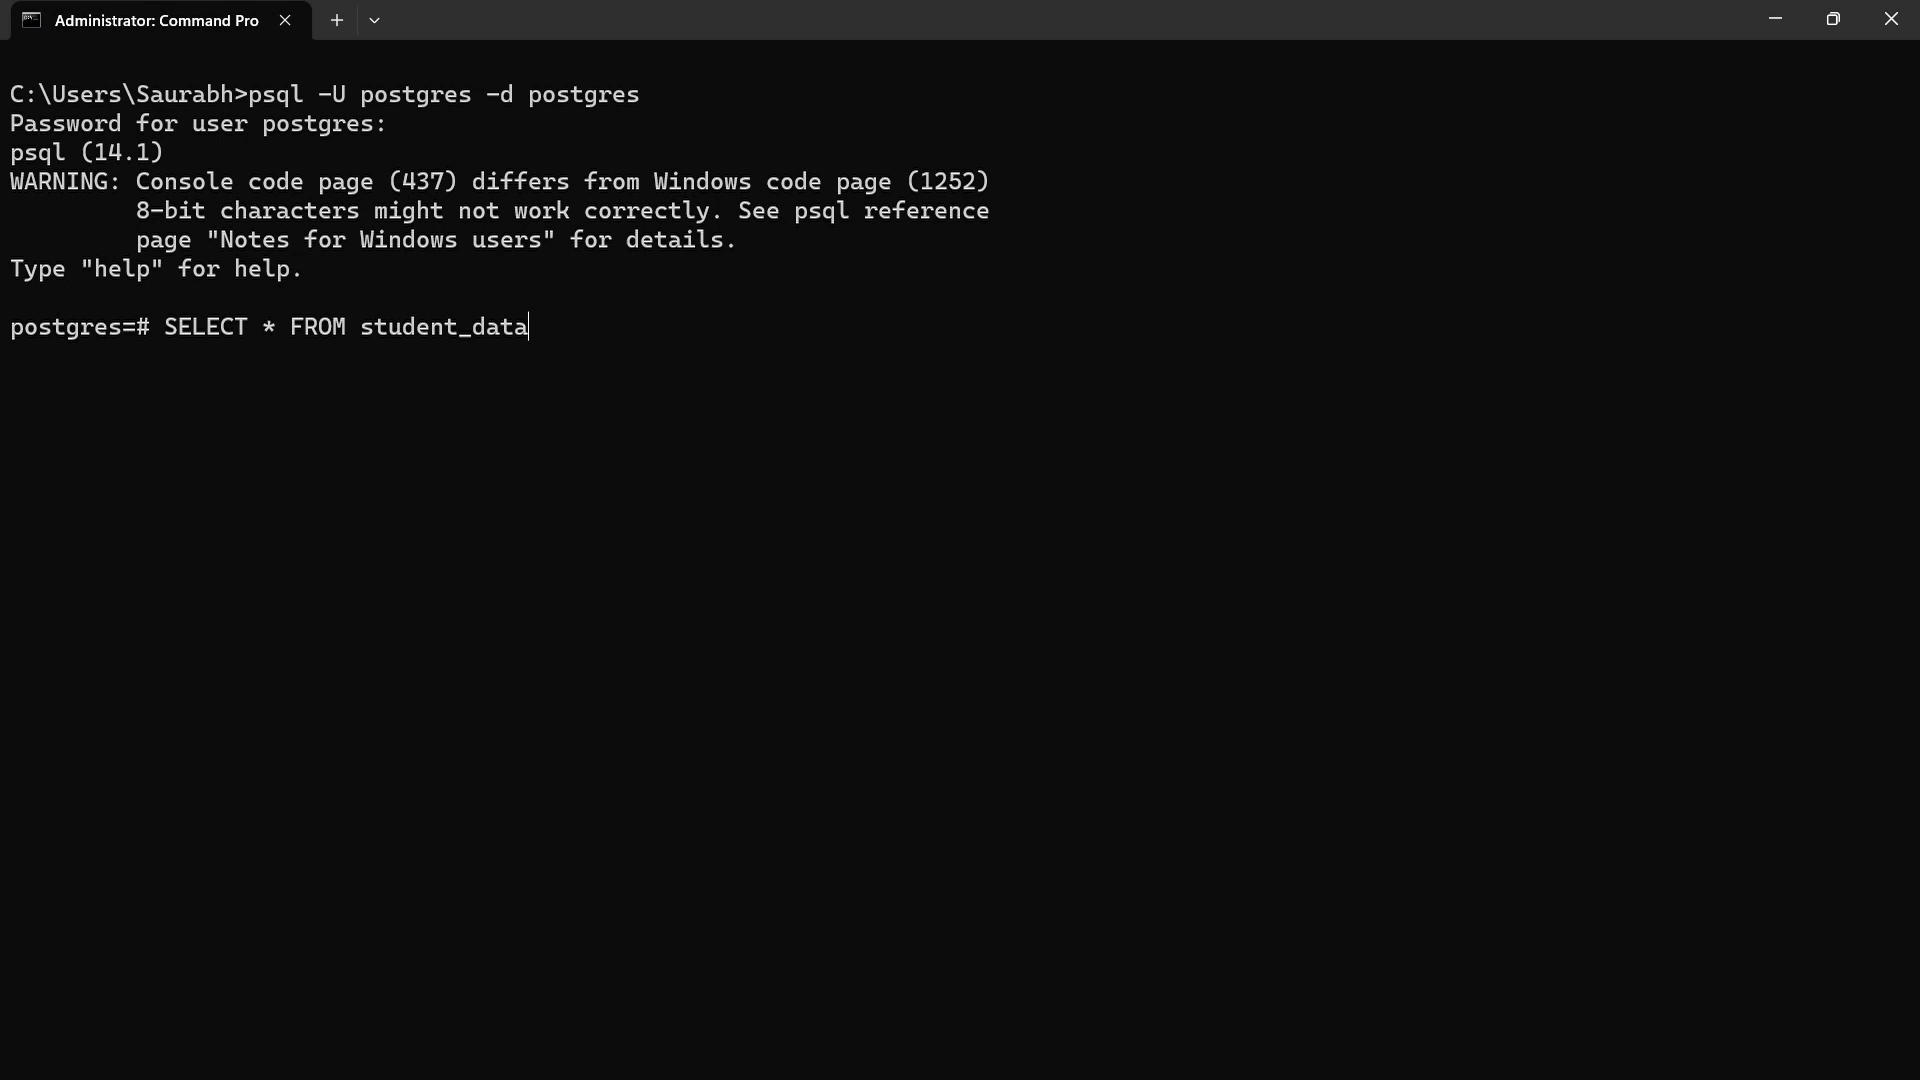 Administrator: Command Pro
C:\Users\Saurabh>psql -U postgres -d postgres
Password for user postgres:
psql (14.1)
WARNING: Console code page (437) differs from Windows code page (1252)
         8-bit characters might not work correctly. See psql reference
         page "Notes for Windows users" for details.
Type "help" for help.
postgres=# SELECT * FROM student_data